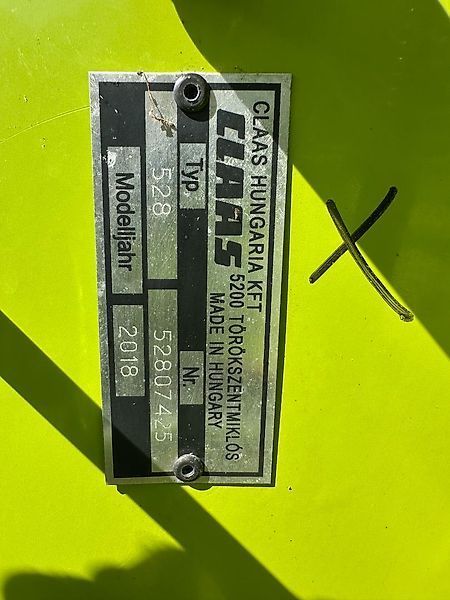 CLAAS HUNGARIA KFT
CLAAS
5200 TÖRÖKSZENTMIKLÓS
MADE IN HUNGARY
Typ
Nr.
528
52807425
Modelljahr
2018